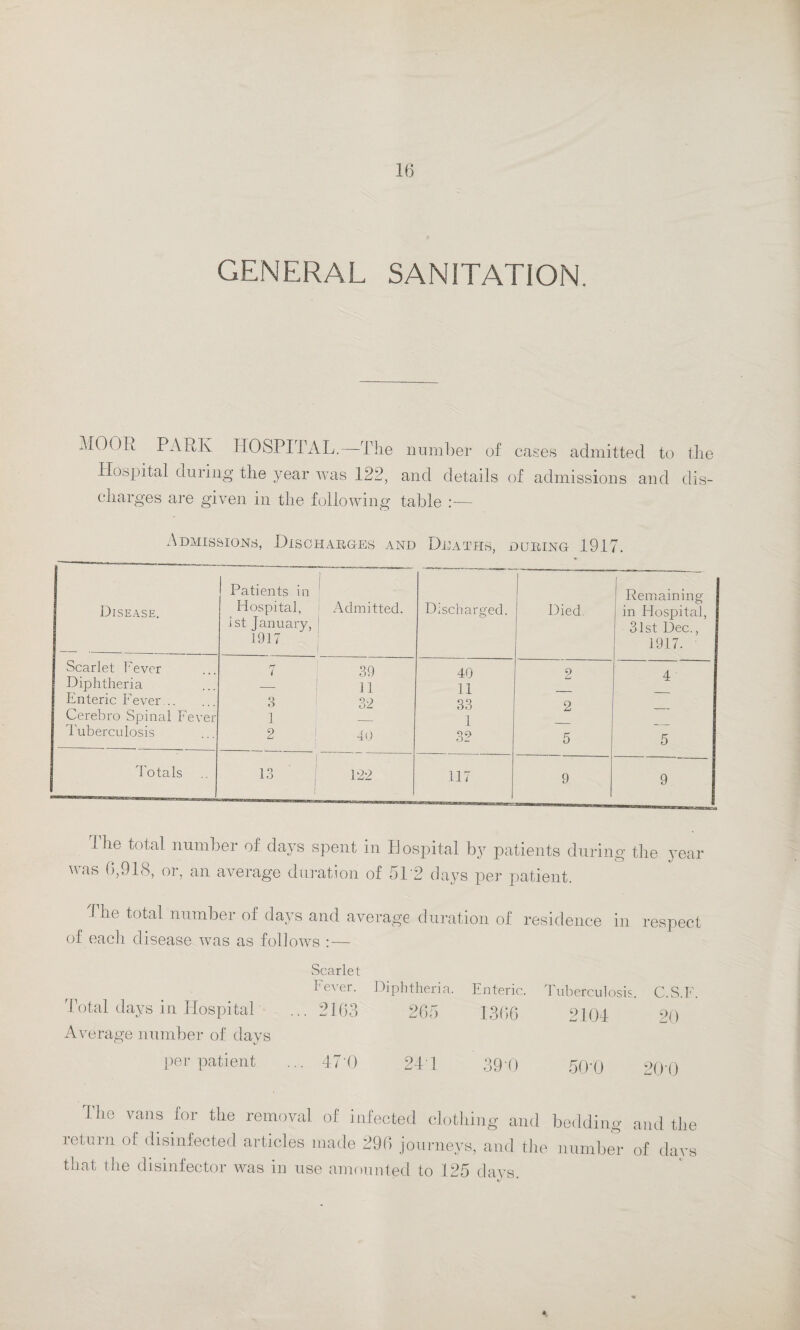 16
GENERAL SANITATION.
MOOR PARK HOSPITAL.—The number of cases admitted to the
Hospital during the year was 122, and details of admissions and dis-
charges are given in the following table :—
Admissions, Discharges and Deaths, during 1917.
Disease. | Patients in Hospital, 1st January, 1917 | Admitted. | Discharged. | Died. | Remaining in Hospital, 31st Dec., 1917.
Scarlet Fever ... 7 39 40 2 4
Diphtheria ... — 11 11 — —
Enteric Fever... ... 3 32 33 2 —
Cerebro Spinal Fever 1 — 1 — —
Tuberculosis ... 2 40 32 5 5
Totals .. 13 122 117 9 9
The total number of days spent in Hospital by patients during the year
was 6,918, or, an average duration of 51·2 days per patient.
The total number of days and average duration of residence in respect
of each disease was as follows :—
Scarlet
Fever. Diphtheria. Enteric. Tuberculosis. C.S.F.
Total days in Hospital ... 2163 265 1366 2104 20
Average number of days
per patient ... 47·0 24·1 39·0 50·0 20·0
The vans for the removal of infected clothing and bedding and the
return of disinfected articles made 296 journeys, and the number of days
that the disinfector was in use amounted to 125 days.